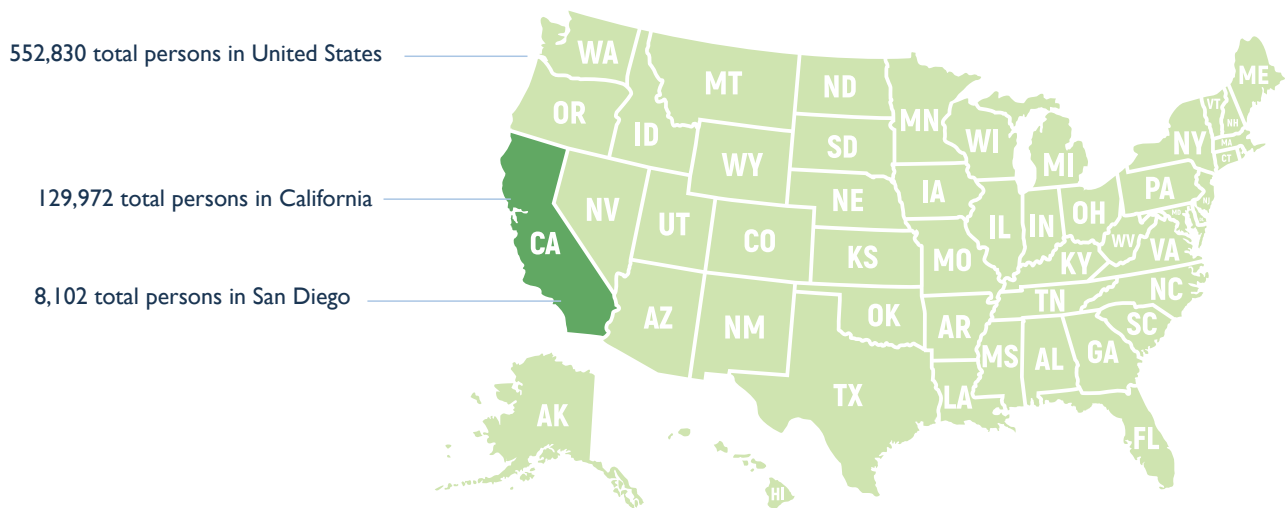 552,830 total persons in United States
129,972 total persons in California
8,102 total persons in San Diego
WA
OR
CA
ID
NV
MT
WY
UT
AZ
CO
NM
ND
SD
NE
KS
OK
TX
MN
IA
MO
AR
LA
WI
IL
MS
MI
IN
KY
TN
AL
OH
WV
GA
FL
SC
NC
VA
PA
NY
VT
NH
ME
MA
CT
NJ
MD
AK
HI